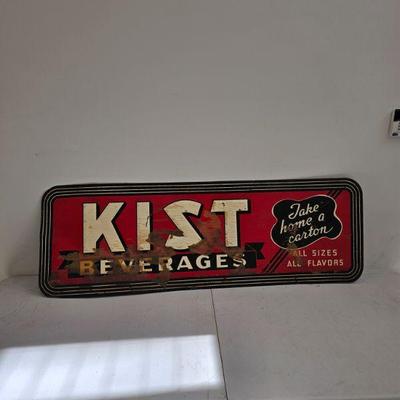 KIST
BEVERAGES
Take
home a
carton
ALL SIZES
ALL FLAVORS